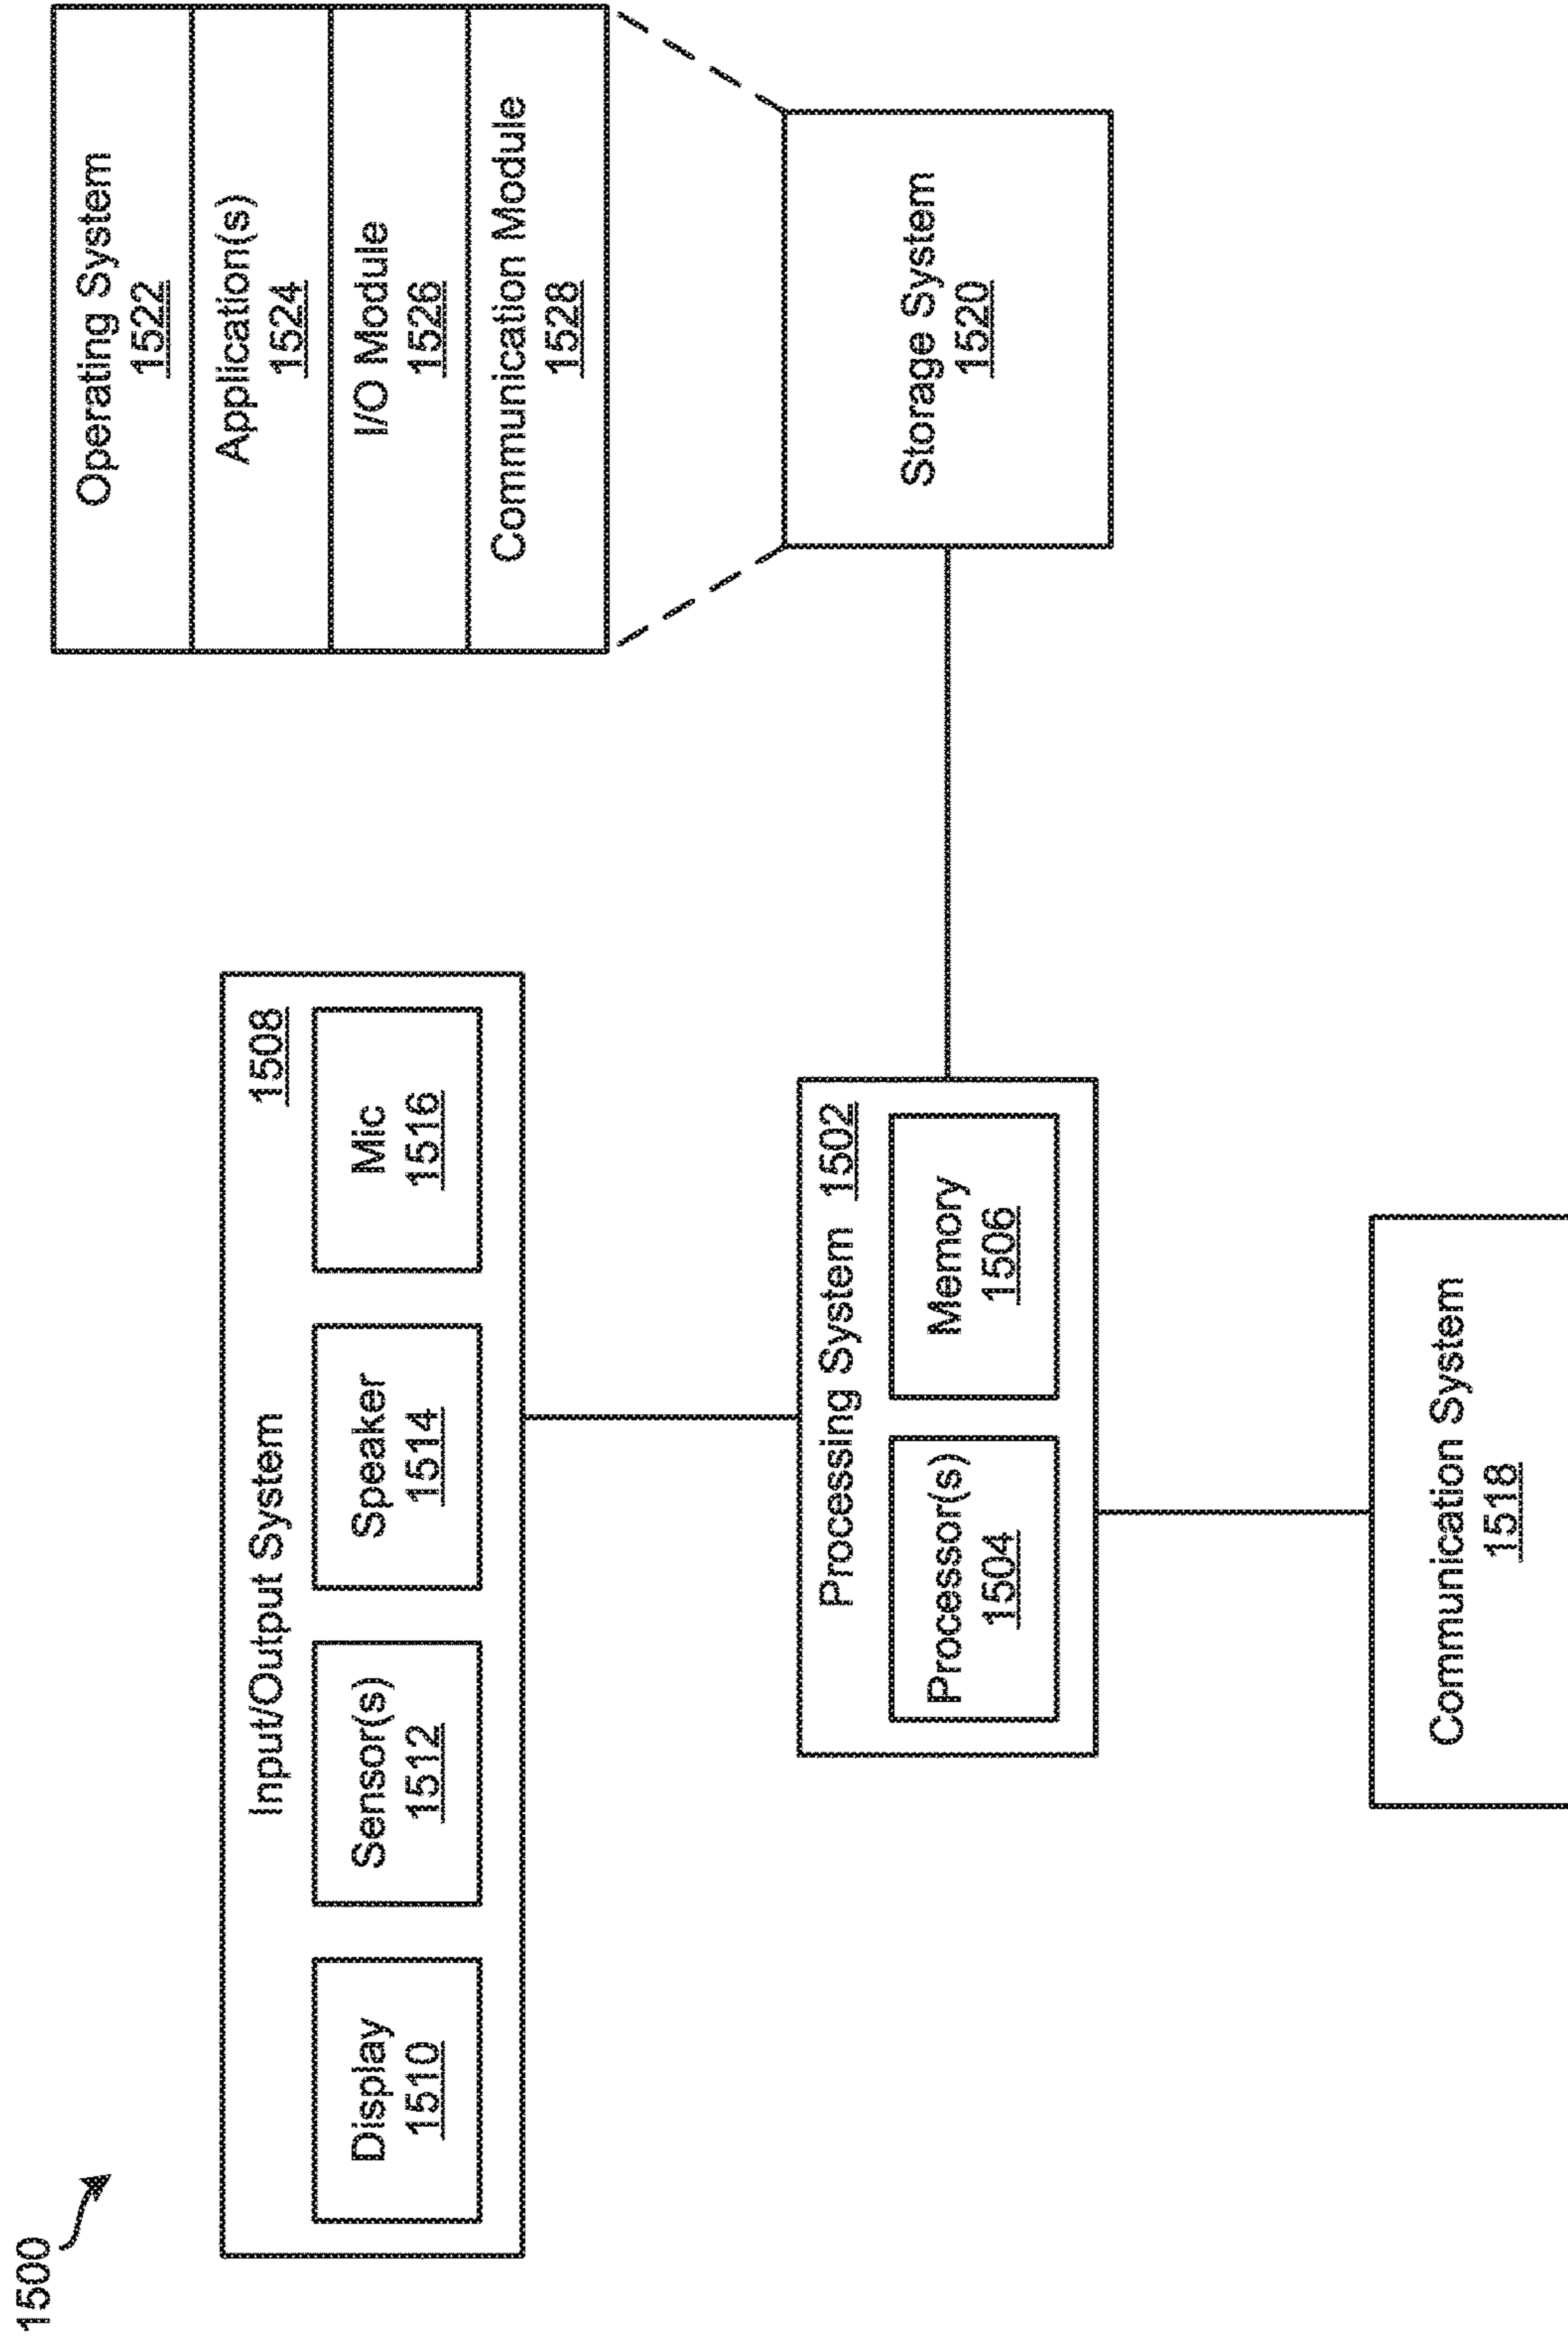 1500
Input/Output System
1508
Display
1510
Sensor(s)
1512
Speaker
1514
Mic
1516
Operating System
1522
Application(s)
1524
I/O Module
1526
Communication Module
1528
Processing System 1502
Processor(s)
1504
Memory
1506
Storage System
1520
Communication System
1518